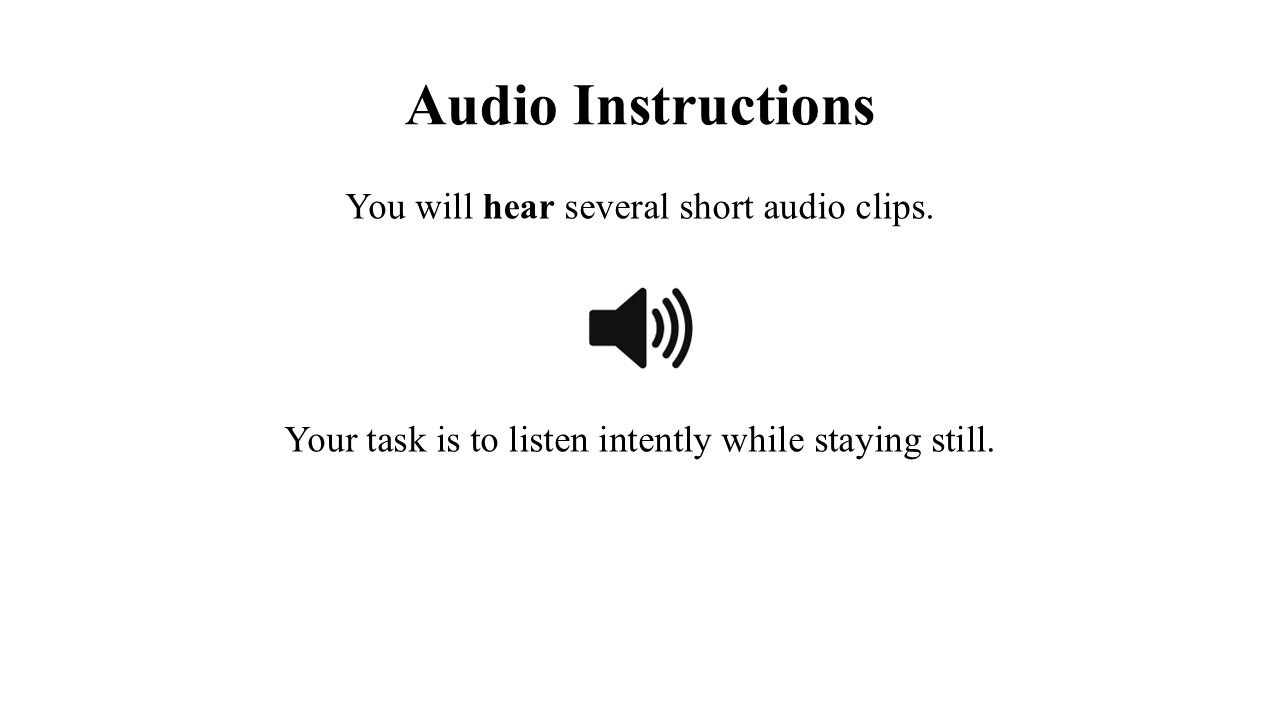 Audio Instructions
You will hear several short audio clips.
Your task is to listen intently while staying still.